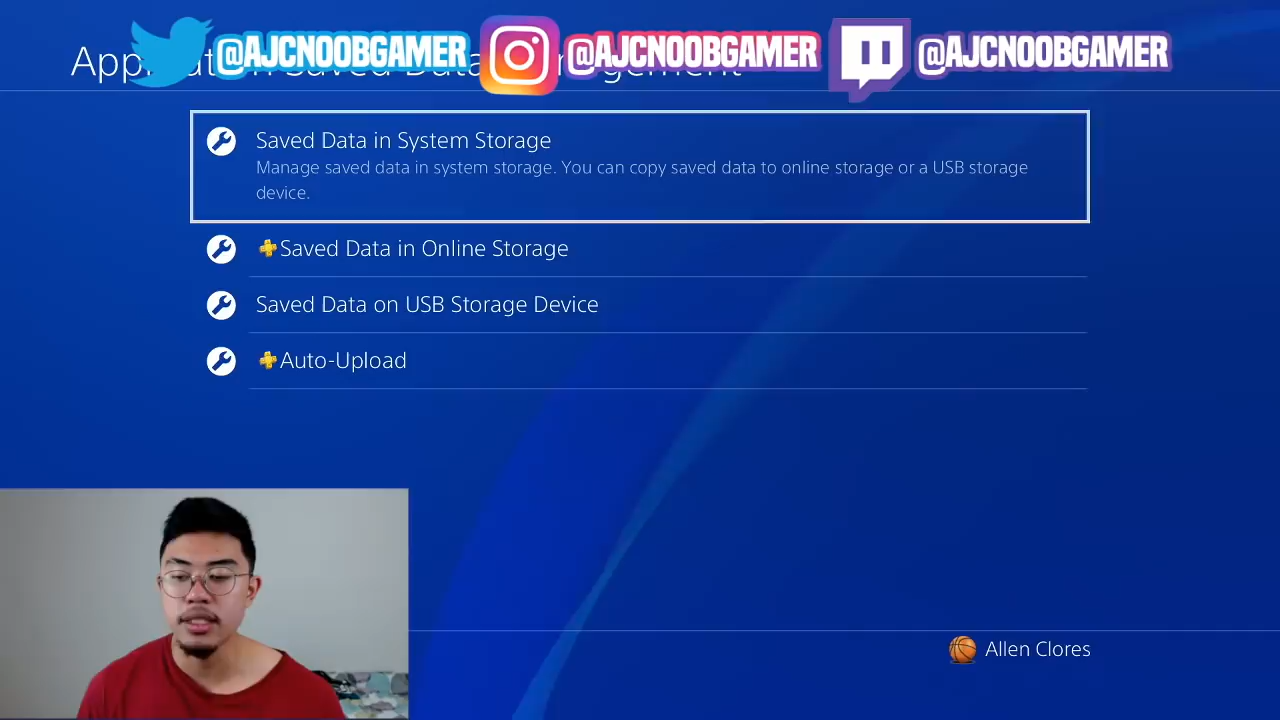 @AJCNOOBGAMER @AJCNOOBGAMER @AJCNOOBGAMER
Saved Data in System Storage
Manage saved data in system storage. You can copy saved data to online storage or a USB storage
device.
Saved Data in Online Storage
Saved Data on USB Storage Device
Auto-Upload
Allen Clores